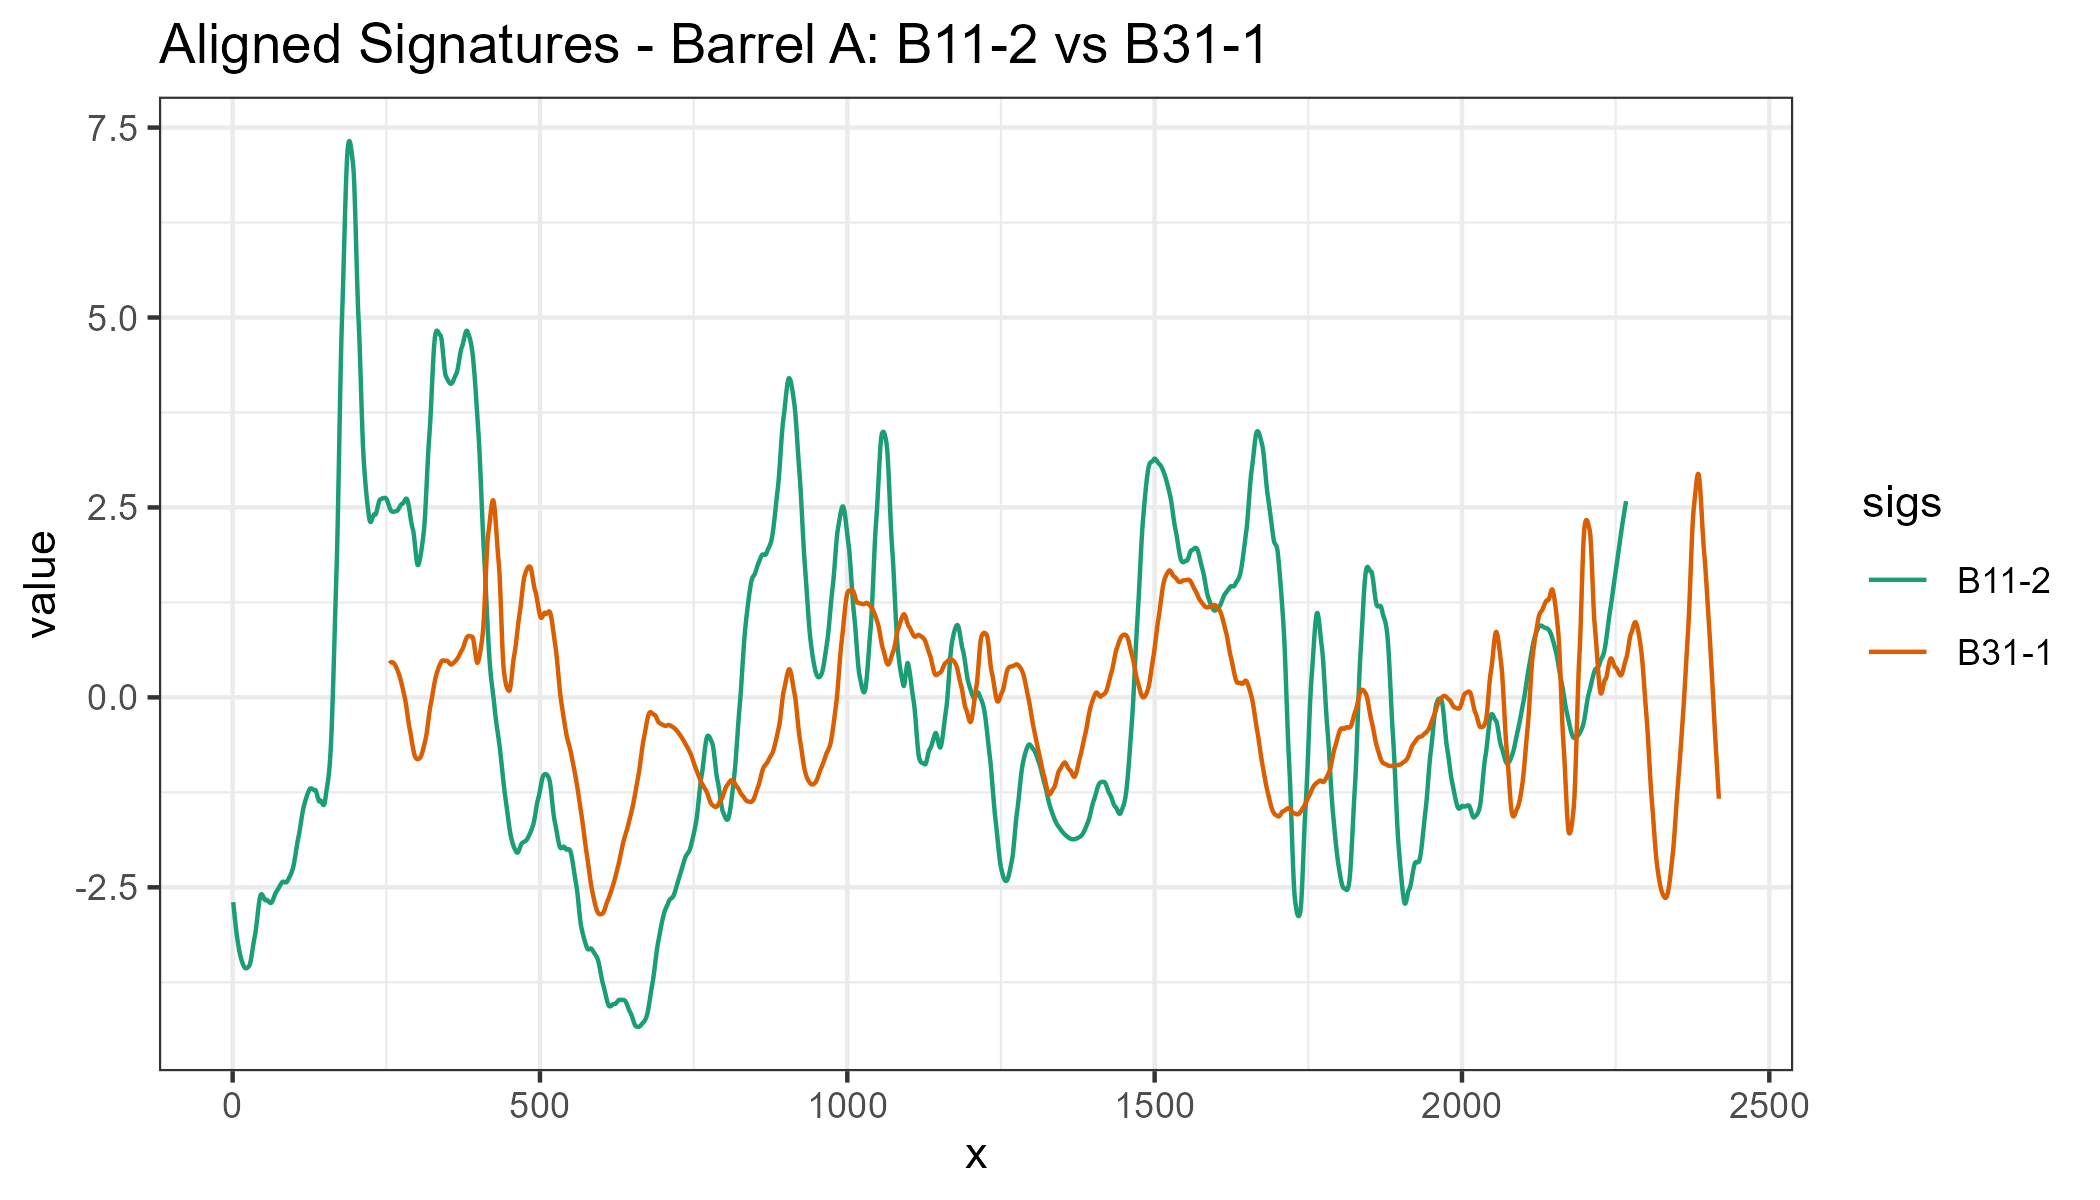 Aligned Signatures - Barrel A: B11-2 vs B31-1
7.5
5.0
2.5
0.0
-2.5
value
0 500 1000 1500 2000 2500
x
sigs
B11-2
B31-1